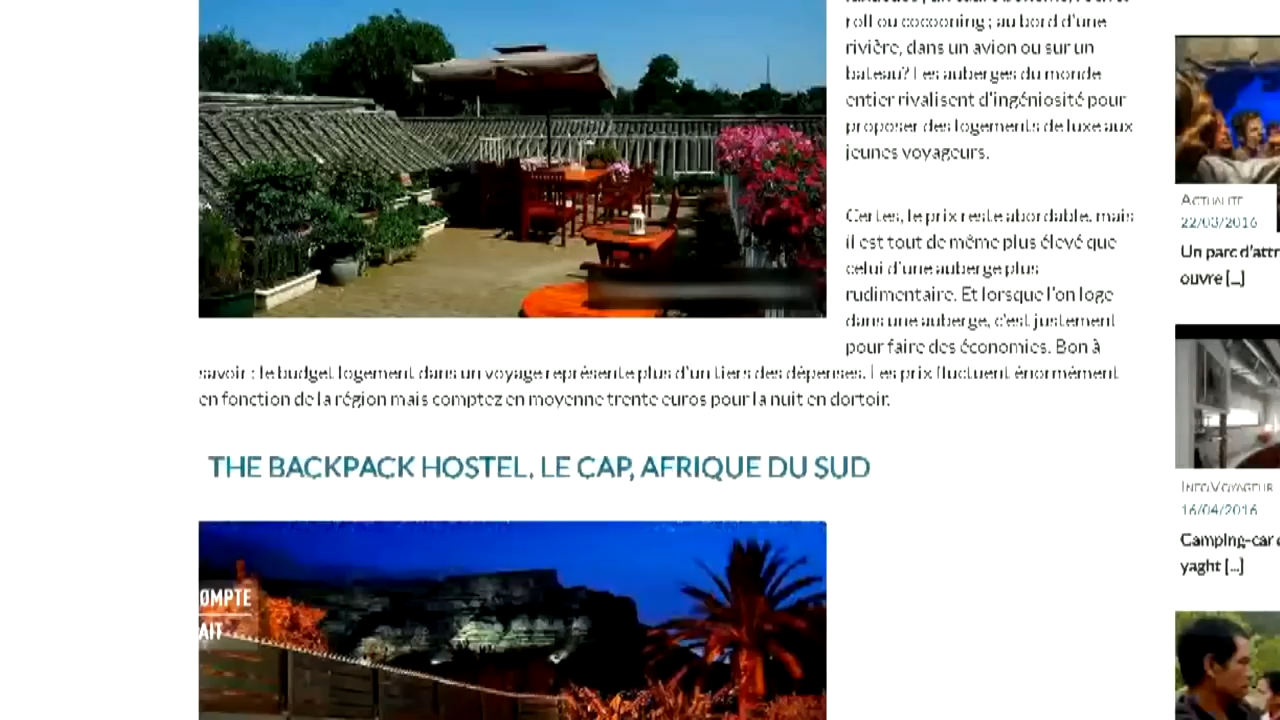 roll ou cocooning ; au bord d'une
rivière, dans un avion ou sur un
bateau? Les auberges du monde
entier rivalisent d'ingéniosité pour
proposer des logements de luxe aux
jeunes voyageurs.
Certes, le prix reste abordable, mais
il est tout de même plus élevé que
celui d'une auberge plus
rudimentaire. Et lorsque l'on loge
dans une auberge, c'est justement
pour faire des économies. Bon à
savoir : le budget logement dans un voyage représente plus d'un tiers des dépenses. Les prix fluctuent énormément
en fonction de la région mais comptez en moyenne trente euros pour la nuit en dortoir.
THE BACKPACK HOSTEL, LE CAP, AFRIQUE DU SUD
ØMPTE
AIT
ACTUALITÉ
22/03/2016
Un parc d'attr
ouvre [...]
INFOVOYAGEUR
16/04/2016
Camping-car
yaght [...]